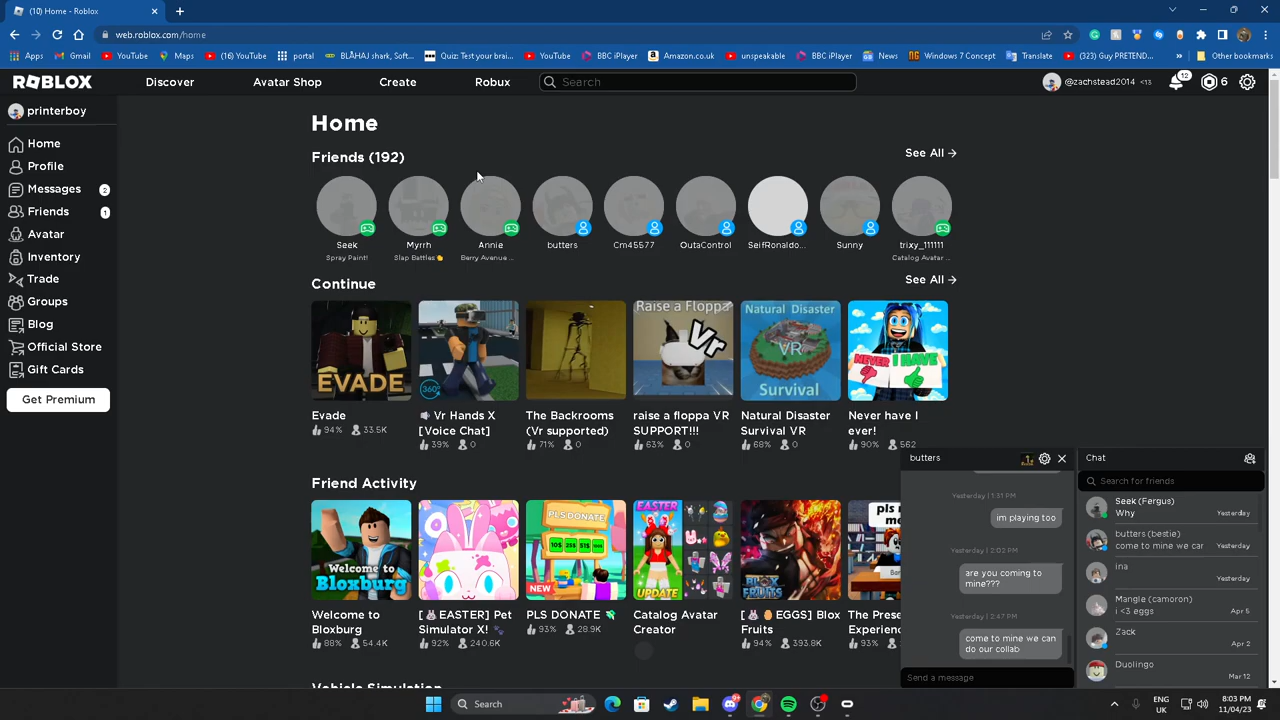 (10) Home - Roblox
web.roblox.com/home
Apps
Gmail
YouTube
Maps
(16) YouTube
portal
BLÅHAJ shark, Soft...
Quiz: Test your brai...
YouTube
BBC iPlayer
Amazon.co.uk
unspeakable
BBC iPlayer
News
Windows 7 Concept
Translate
(323) Guy PRETEND...
Other bookmarks
ROBLOX
Discover
Avatar Shop
Create
Robux
Search
@zachstead2014 <13
12
6
printerboy
Home
Profile
Messages 2
Friends 1
Avatar
Inventory
Trade
Groups
Blog
Official Store
Gift Cards
Get Premium
Home
Friends (192)
See All
Seek
Spray Paint!
Myrrh
Slap Battles
Annie
Berry Avenue ...
butters
Cm45577
OutaControl
SeifRonaldo...
Sunny
trixy_111111
Catalog Avatar ...
Continue
See All
EVADE
360°
Raise a Floppa
Vr
Natural Disaster
VR
Survival
NEVER I HAVE
Evade
94% 33.5K
Vr Hands X
[Voice Chat]
39% 0
The Backrooms
(Vr supported)
71% 0
raise a floppa VR
SUPPORT!!!
63% 0
Natural Disaster
Survival VR
68% 0
Never have I
ever!
90% 562
Friend Activity
Welcome to
Bloxburg
PLS DONATE
NEW
EASTER
UPDATE
BLOX
FRUITS
pls
me
Welcome to
Bloxburg
88% 54.4K
[🐰EASTER] Pet
Simulator X!
92% 240.6K
PLS DONATE
93% 28.9K
Catalog Avatar
Creator
[🐰🥚EGGS] Blox
Fruits
94% 393.8K
The Prese
Experienc
93%
butters
Yesterday | 1:31 PM
im playing too
Yesterday | 2:02 PM
are you coming to
mine???
Yesterday | 2:47 PM
come to mine we can
do our collab
Send a message
Chat
Search for friends
Seek (Fergus)
Why
Yesterday
butters (bestie)
come to mine we car
Yesterday
ina
Yesterday
Mangle (camoron)
i <3 eggs
Apr 5
Zack
Apr 2
Duolingo
Mar 12
Search
ENG
UK
8:03 PM
11/04/23